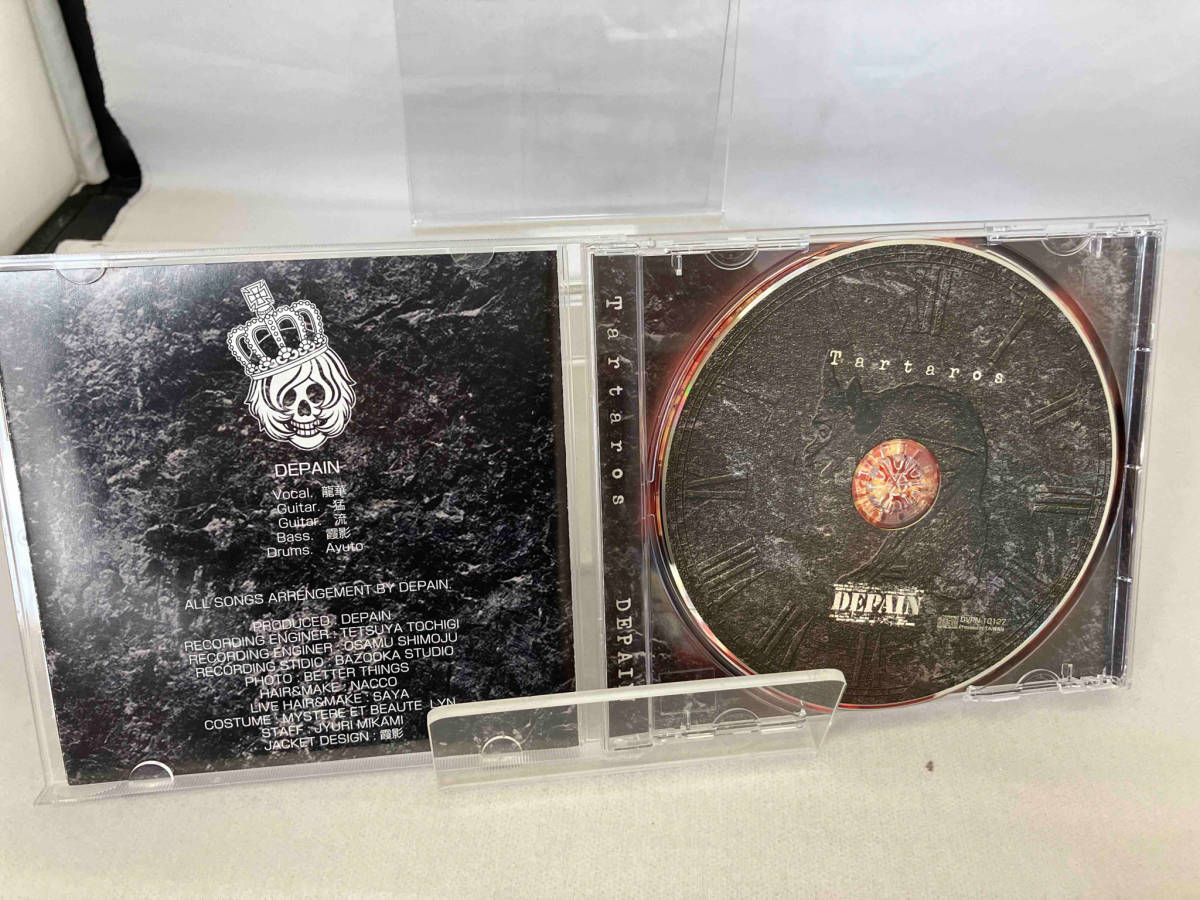 DEPAIN
Vocal. 龍華
Guitar. 猛
Guitar. 流
Bass. 霞影
Drums. Ayuto
ALL SONGS ARRENGEMENT BY DEPAIN.
PRODUCED : DEPAIN
RECORDING ENGINER : TETSUYA TOCHIGI
RECORDING ENGINER : OSAMU SHIMOJU
RECORDING STIDIO : BAZOOKA STUDIO
PHOTO : BETTER THINGS
HAIR&MAKE : NACCO
LIVE HAIR&MAKE : SAYA
COSTUME : MYSTERE ET BEAUTE LYN
STAFF : JYURI MIKAMI
JACKET DESIGN : 霞影
Tartaros DEPAIN
Tartaros
DEPAIN
DVPN-10127